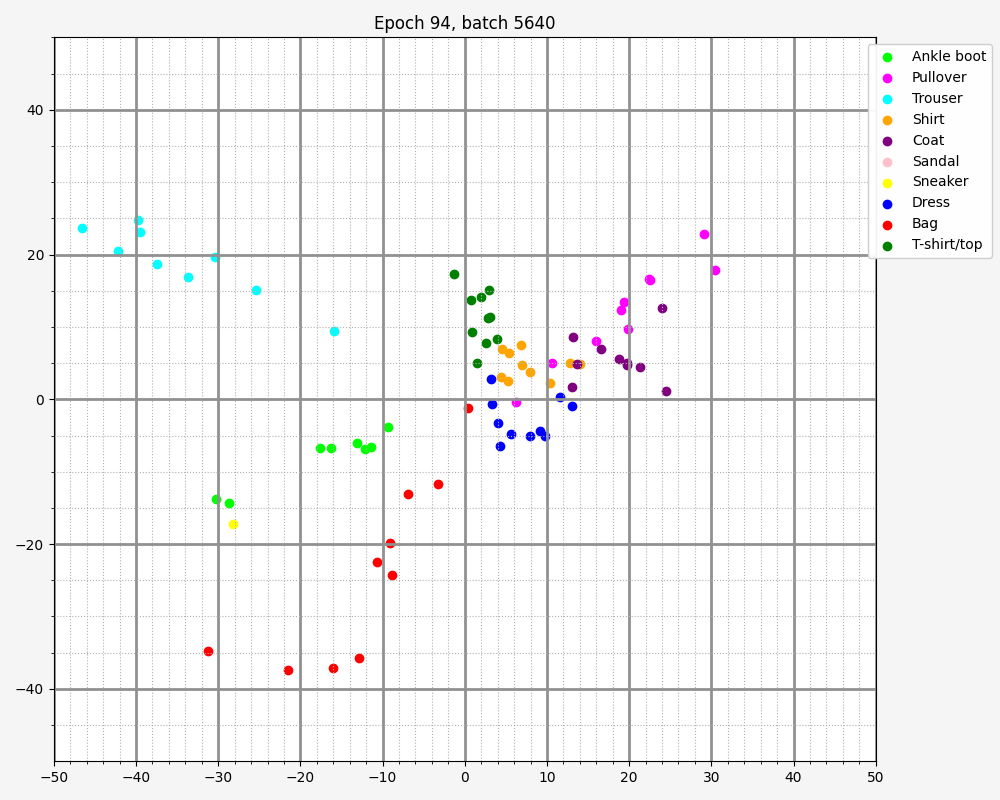 Epoch 94, batch 5640
Ankle boot
Pullover
Trouser
Shirt
Coat
Sandal
Sneaker
Dress
Bag
T-shirt/top
40
20
0
−20
−40
−50 −40 −30 −20 −10 0 10 20 30 40 50